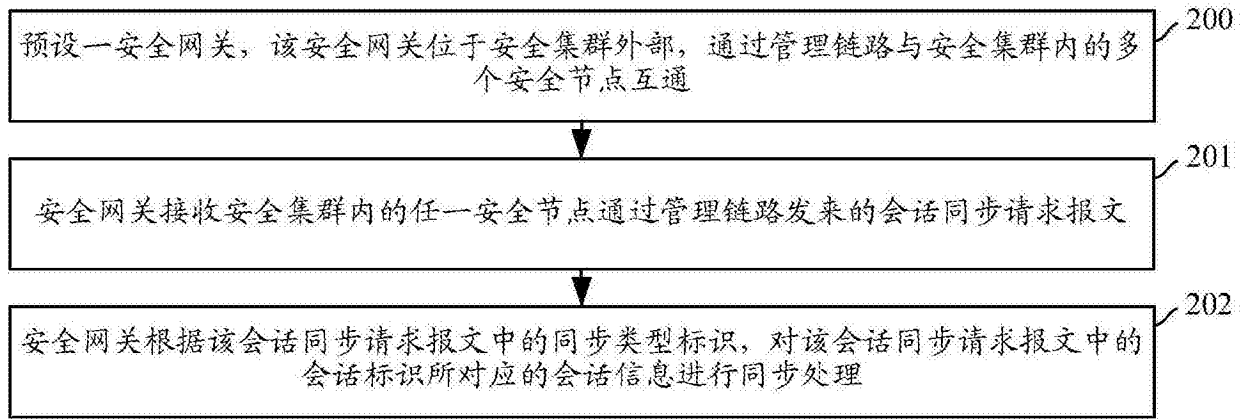 200
预设一安全网关，该安全网关位于安全集群外部，通过管理链路与安全集群内的多
个安全节点互通
201
安全网关接收安全集群内的任一安全节点通过管理链路发来的会话同步请求报文
202
安全网关根据该会话同步请求报文中的同步类型标识，对该会话同步请求报文中的
会话标识所对应的会话信息进行同步处理